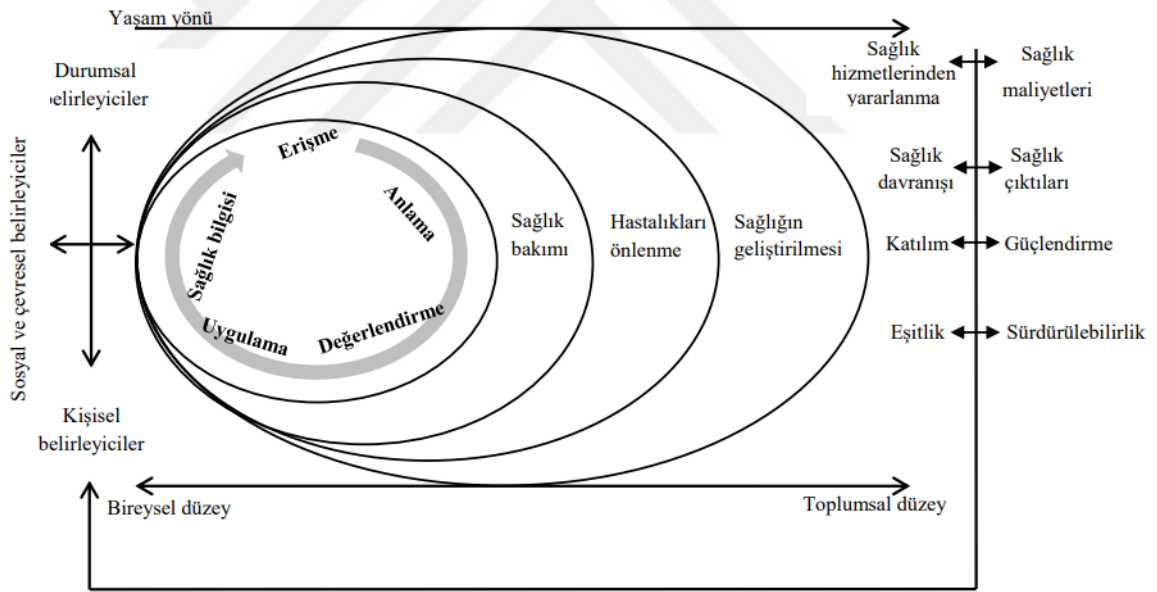 Yaşam yönü
Durumsal
belirleyiciler
Sosyal ve çevresel belirleyiciler
Kişisel
belirleyiciler
Erişme
Anlama
Değerlendirme
Uygulama
Sağlık bilgisi
Sağlık
bakımı
Hastalıkları
önlenme
Sağlığın
geliştirilmesi
Sağlık
hizmetlerinden
yararlanma
Sağlık
maliyetleri
Sağlık
davranışı
Sağlık
çıktıları
Katılım
Güçlendirme
Eşitlik
Sürdürülebilirlik
Bireysel düzey
Toplumsal düzey